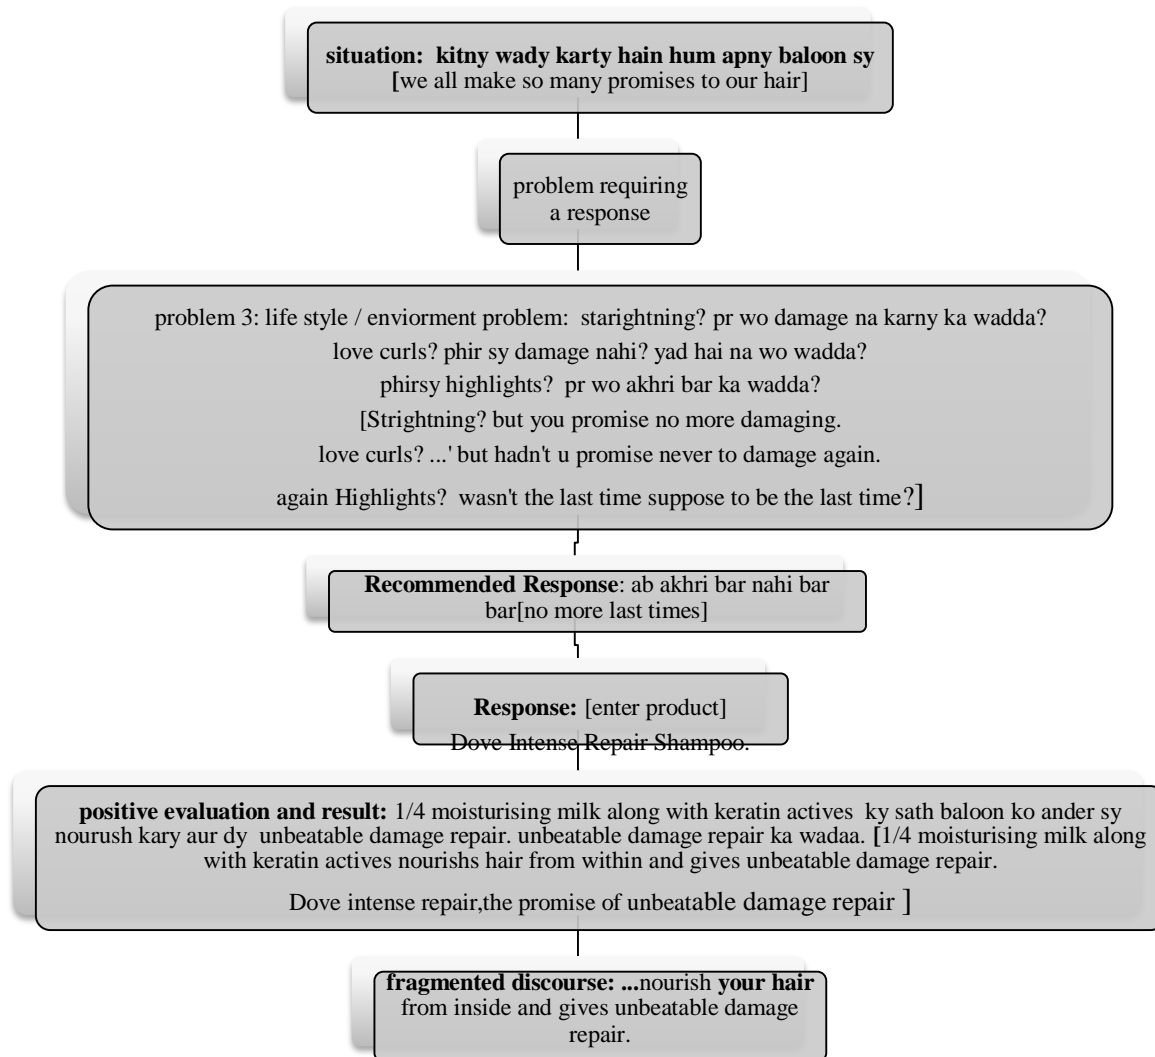 situation: kitny wady karty hain hum apny baloon sy
[we all make so many promises to our hair]
problem requiring
a response
problem 3: life style / enviorment problem: starightning? pr wo damage na karny ka wadda?
love curls? phir sy damage nahi? yad hai na wo wadda?
phirsy highlights? pr wo akhri bar ka wadda?
[Strightning? but you promise no more damaging.
love curls? ...' but hadn't u promise never to damage again.
again Highlights? wasn't the last time suppose to be the last time?]
Recommended Response: ab akhri bar nahi bar
bar[no more last times]
Response: [enter product]
Dove Intense Repair Shampoo.
positive evaluation and result: 1/4 moisturising milk along with keratin actives ky sath baloon ko ander sy
nourush kary aur dy unbeatable damage repair. unbeatable damage repair ka wadaa. [1/4 moisturising milk along
with keratin actives nourishs hair from within and gives unbeatable damage repair.
Dove intense repair,the promise of unbeatable damage repair ]
fragmented discourse: ...nourish your hair
from inside and gives unbeatable damage
repair.